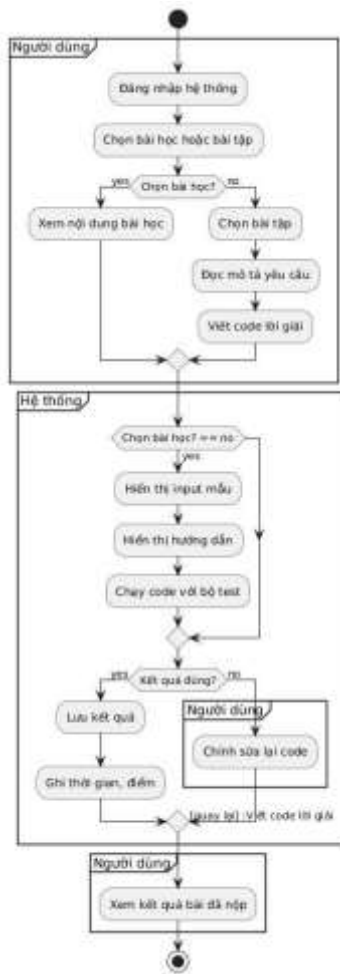 Người dùng
Đăng nhập hệ thống
Chọn bài học hoặc bài tập
yes
Chọn bài học?
no
Xem nội dung bài học
Chọn bài tập
Đọc mô tả yêu cầu
Viết code lời giải
Hệ thống
Chọn bài học? == no
yes
Hiển thị input mẫu
Hiển thị hướng dẫn
Chạy code với bộ test
yes
Kết quả đúng?
no
Người dùng
Lưu kết quả
Chỉnh sửa lại code
Ghi thời gian, điểm
[quay lại] :Viết code lời giải
Người dùng
Xem kết quả bài đã nộp